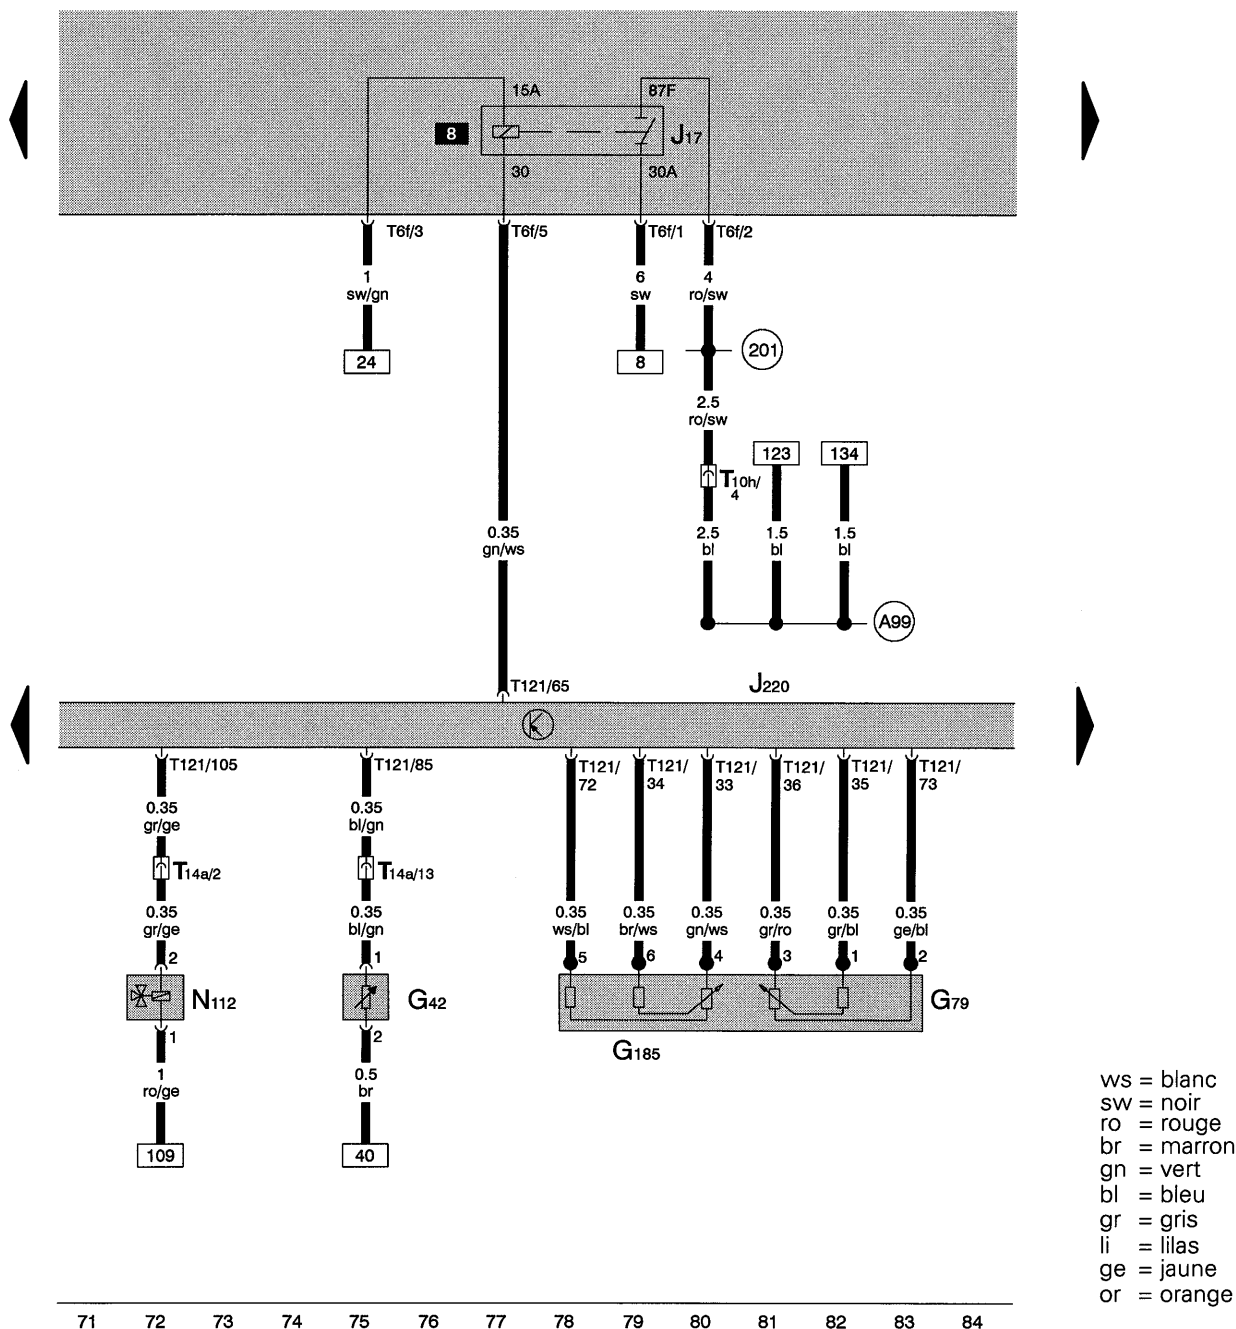 15A
87F
8
J17
30
30A
T6f/3
T6f/5
T6f/1
T6f/2
1
sw/gn
6
sw
4
ro/sw
24
8
201
2.5
ro/sw
123
134
T10h/
4
0.35
gn/ws
2.5
bl
1.5
bl
1.5
bl
A99
T121/65
J220
T121/105
T121/85
T121/
72
T121/
34
T121/
33
T121/
36
T121/
35
T121/
73
0.35
gr/ge
0.35
bl/gn
T14a/2
T14a/13
0.35
gr/ge
0.35
bl/gn
0.35
ws/bl
0.35
br/ws
0.35
gn/ws
0.35
gr/ro
0.35
gr/bl
0.35
ge/bl
2
1
5
6
4
3
1
2
N112
G42
G79
1
2
G185
1
ro/ge
0.5
br
109
40
ws = blanc
sw = noir
ro = rouge
br = marron
gn = vert
bl = bleu
gr = gris
li = lilas
ge = jaune
or = orange
71 72 73 74 75 76 77 78 79 80 81 82 83 84